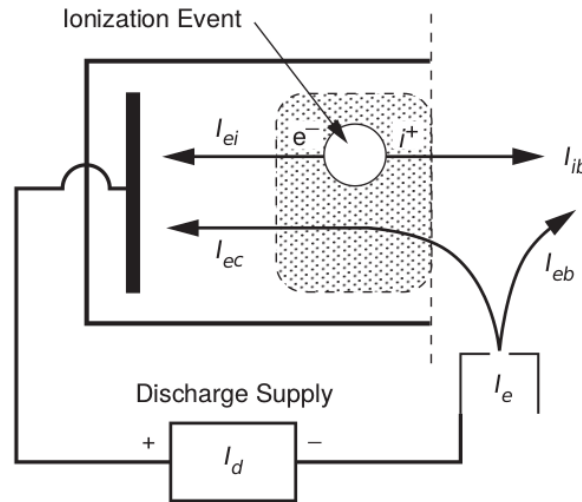 Ionization Event
I_ei
e⁻
i⁺
I_ib
I_ec
I_eb
I_e
Discharge Supply
+
I_d
−